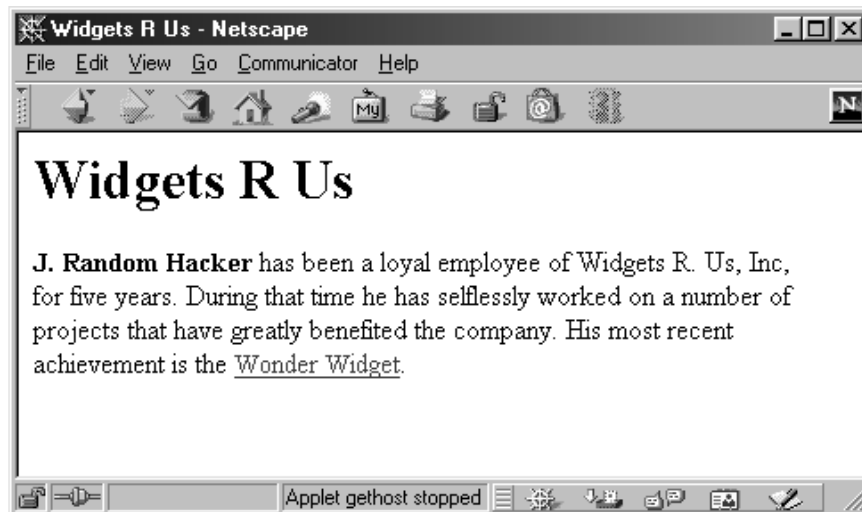 Widgets R Us - Netscape
File Edit View Go Communicator Help
My
N
Widgets R Us
J. Random Hacker has been a loyal employee of Widgets R. Us, Inc,
for five years. During that time he has selflessly worked on a number of
projects that have greatly benefited the company. His most recent
achievement is the Wonder Widget.
Applet gethost stopped